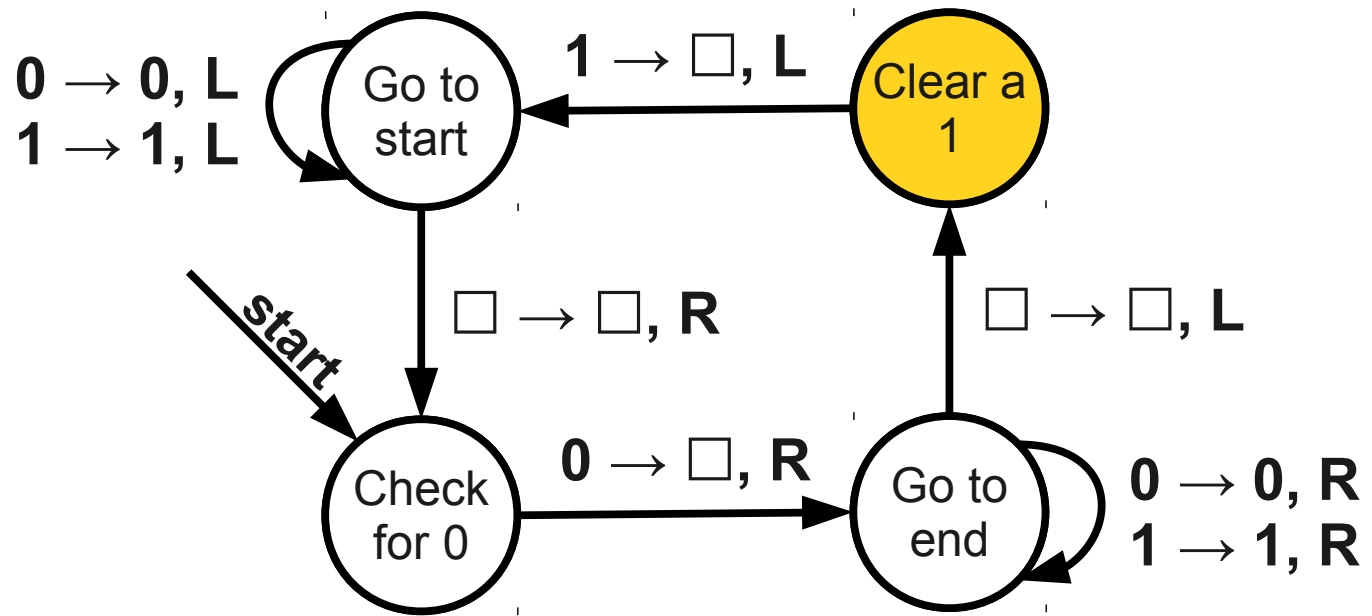 0 → 0, L
1 → 1, L
Go to
start
1 → □, L
Clear a
1
start
□ → □, R
□ → □, L
Check
for 0
0 → □, R
Go to
end
0 → 0, R
1 → 1, R